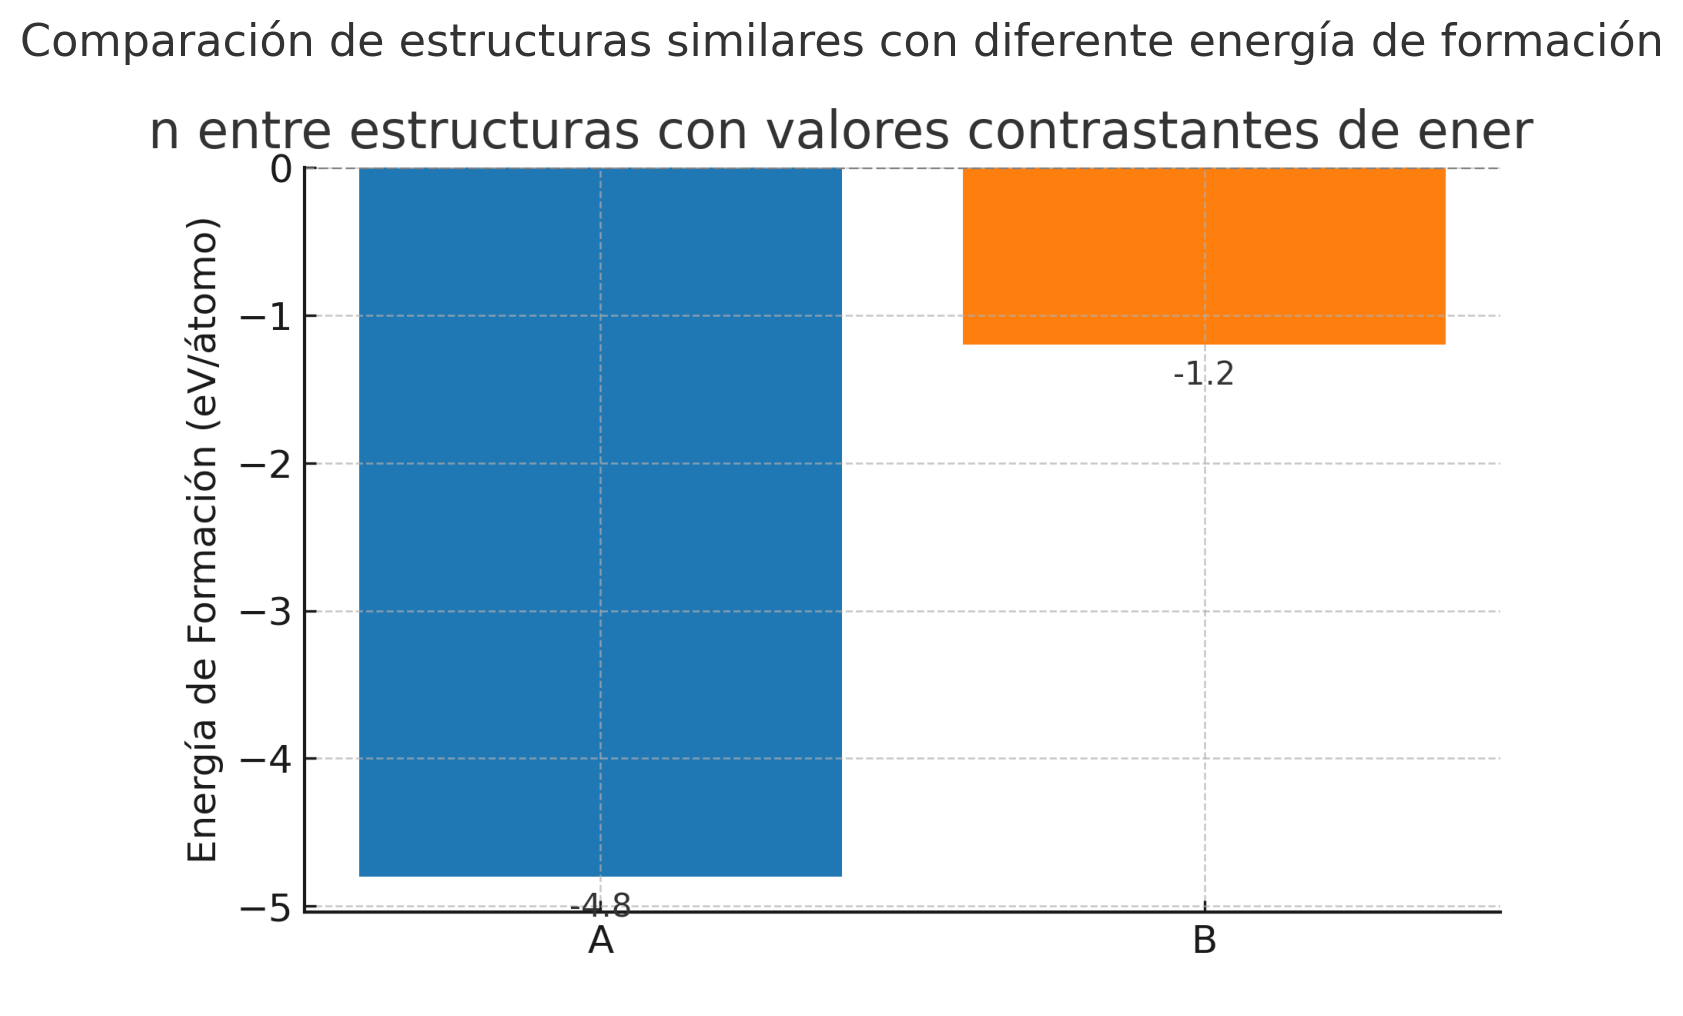 Comparación de estructuras similares con diferente energía de formación
n entre estructuras con valores contrastantes de ener
Energía de Formación (eV/átomo)
0
−1
−2
−3
−4
−5
-4.8
-1.2
A
B